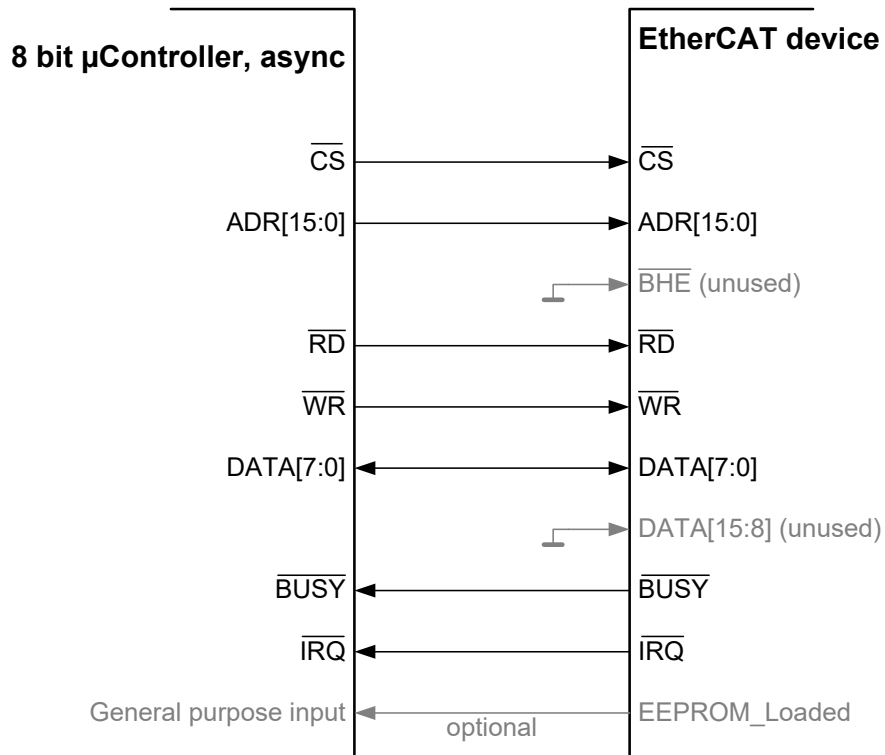 8 bit µController, async
EtherCAT device
CS
CS
ADR[15:0]
ADR[15:0]
BHE (unused)
RD
RD
WR
WR
DATA[7:0]
DATA[7:0]
DATA[15:8] (unused)
BUSY
BUSY
IRQ
IRQ
General purpose input
optional
EEPROM_Loaded